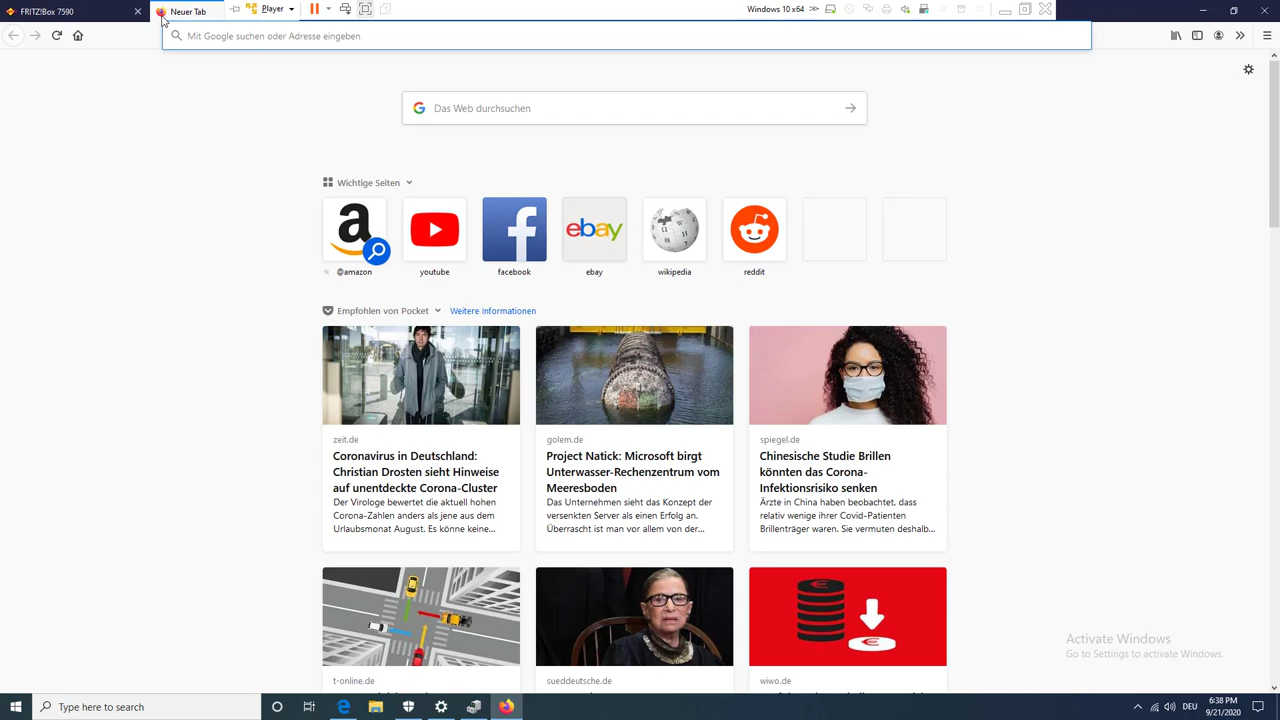 FRITZ!Box 7590
Neuer Tab
Player
Windows 10 x64
Mit Google suchen oder Adresse eingeben
Das Web durchsuchen
Wichtige Seiten
a
ebay
@amazon
youtube
facebook
ebay
wikipedia
reddit
Empfohlen von Pocket
Weitere Informationen
zeit.de
Coronavirus in Deutschland:
Christian Drosten sieht Hinweise
auf unentdeckte Corona-Cluster
Der Virologe bewertet die aktuell hohen
Corona-Zahlen anders als jene aus dem
Urlaubsmonat August. Es könne keine...
golem.de
Project Natick: Microsoft birgt
Unterwasser-Rechenzentrum vom
Meeresboden
Das Unternehmen sieht das Konzept der
versenkten Server als einen Erfolg an.
Überrascht ist man vor allem von der...
spiegel.de
Chinesische Studie Brillen
könnten das Corona-
Infektionsrisiko senken
Ärzte in China haben beobachtet, dass
relativ wenige ihrer Covid-Patienten
Brillenträger waren. Sie vermuten deshalb...
t-online.de
sueddeutsche.de
wiwo.de
Activate Windows
Go to Settings to activate Windows.
Type here to search
DEU
6:38 PM
9/21/2020